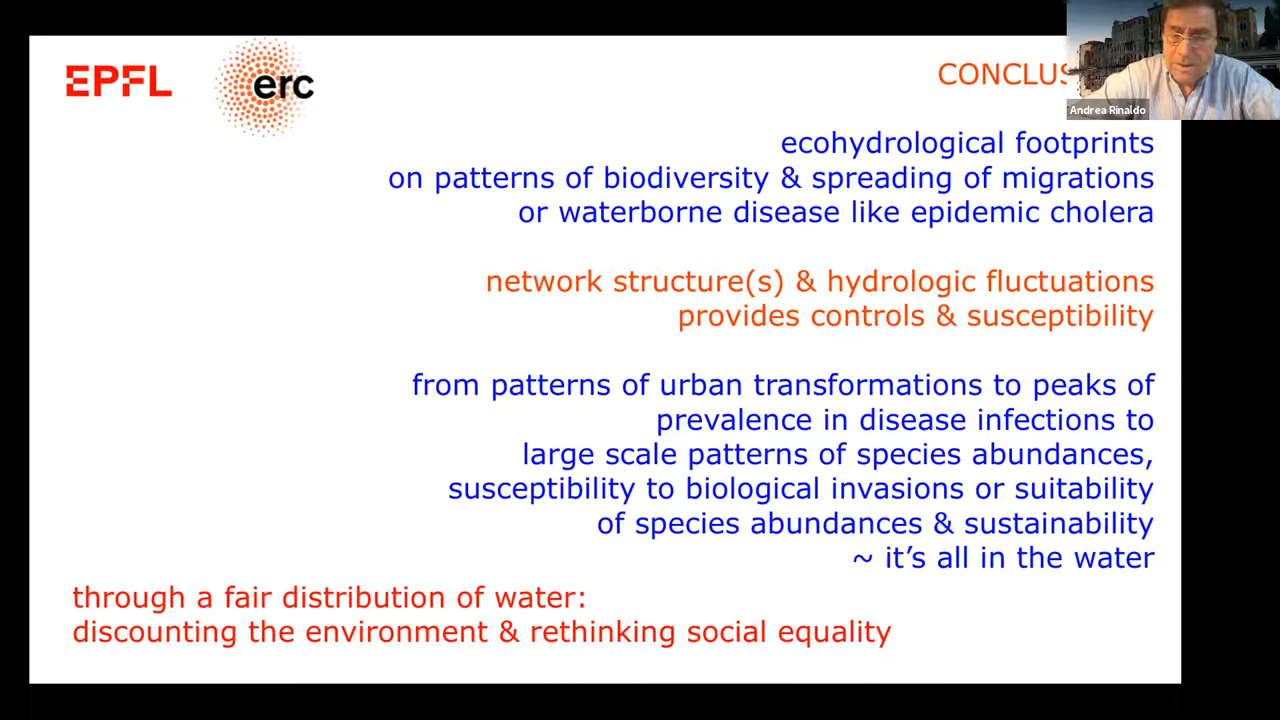 EPFL
erc
CONCLUS
Andrea Rinaldo
ecohydrological footprints
on patterns of biodiversity & spreading of migrations
or waterborne disease like epidemic cholera
network structure(s) & hydrologic fluctuations
provides controls & susceptibility
from patterns of urban transformations to peaks of
prevalence in disease infections to
large scale patterns of species abundances,
susceptibility to biological invasions or suitability
of species abundances & sustainability
~ it’s all in the water
through a fair distribution of water:
discounting the environment & rethinking social equality